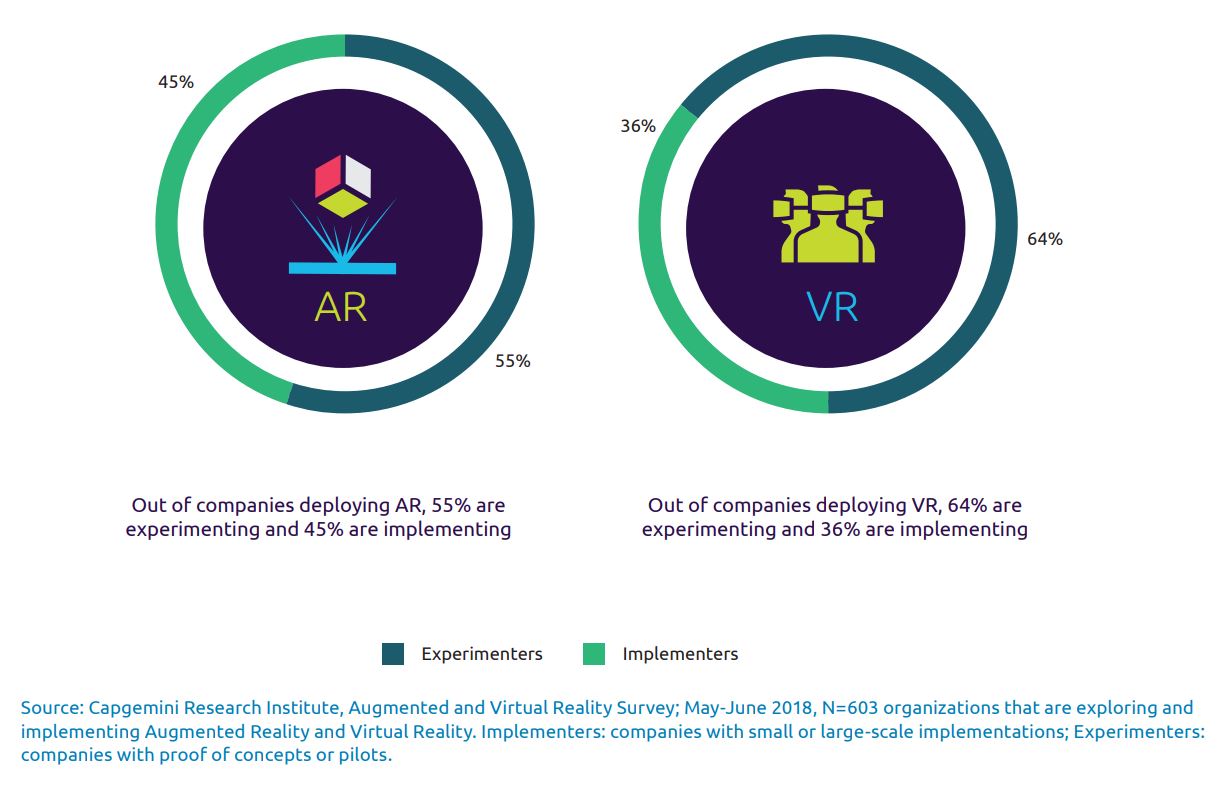 45%
AR
55%
36%
VR
64%
Out of companies deploying AR, 55% are
experimenting and 45% are implementing
Out of companies deploying VR, 64% are
experimenting and 36% are implementing
Experimenters
Implementers
Source: Capgemini Research Institute, Augmented and Virtual Reality Survey; May-June 2018, N=603 organizations that are exploring and
implementing Augmented Reality and Virtual Reality. Implementers: companies with small or large-scale implementations; Experimenters:
companies with proof of concepts or pilots.